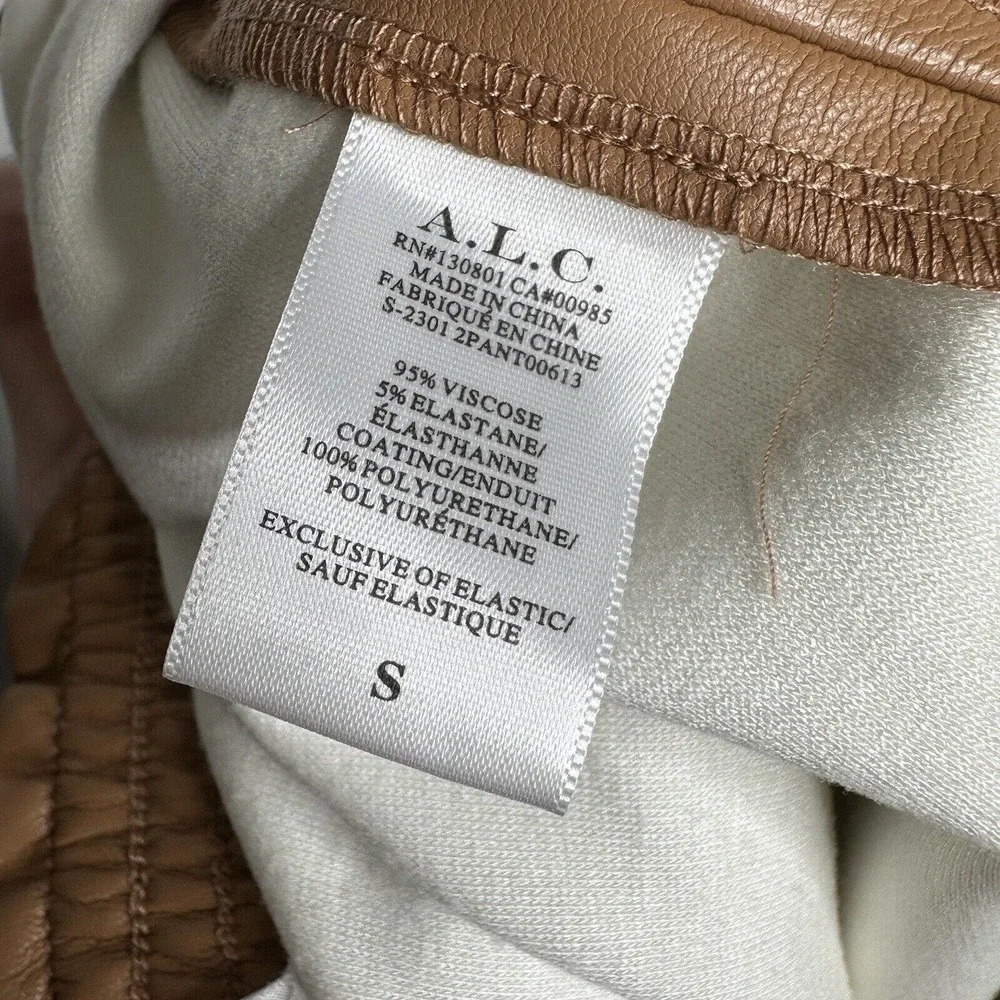 A.L.C.
RN#130801 CA#00985
MADE IN CHINA
FABRIQUÉ EN CHINE
S-2301 2PANT00613
95% VISCOSE
5% ELASTANE/
ÉLASTHANNE
COATING/ENDUIT
100% POLYURETHANE/
POLYURÉTHANE
EXCLUSIVE OF ELASTIC/
SAUF ELASTIQUE
S